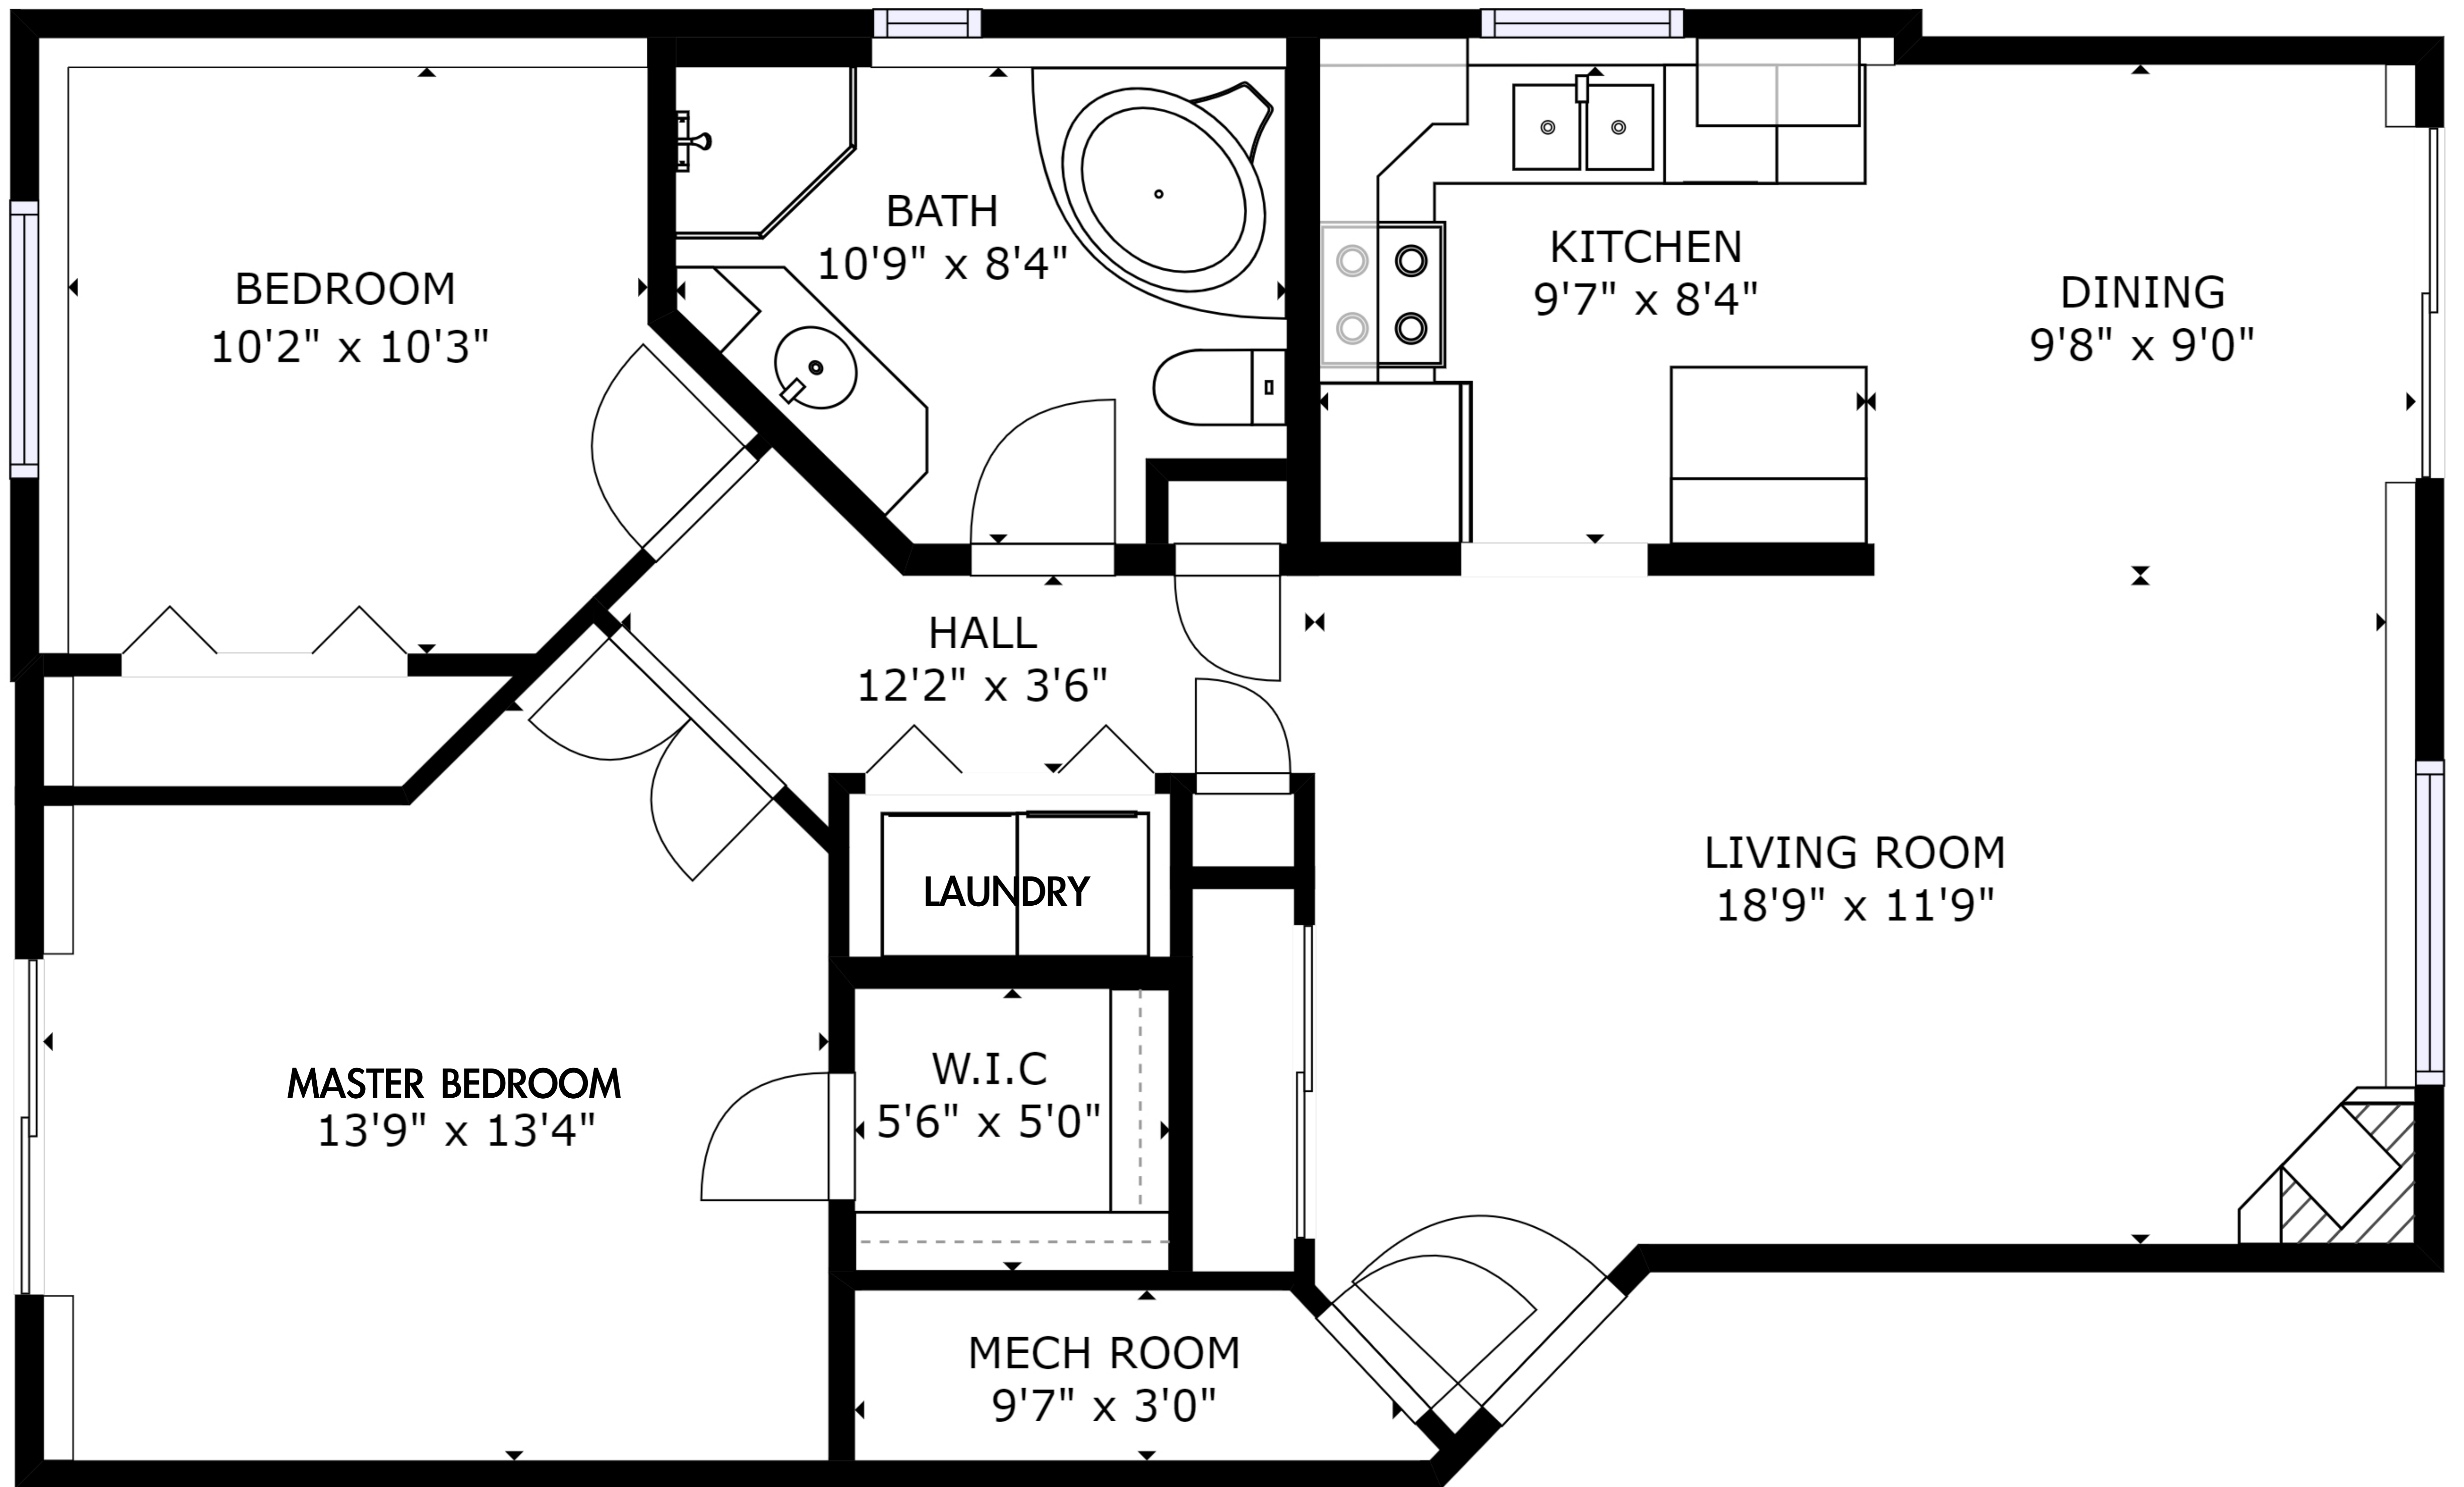 BEDROOM
10'2" x 10'3"
BATH
10'9" x 8'4"
KITCHEN
9'7" x 8'4"
DINING
9'8" x 9'0"
HALL
12'2" x 3'6"
LIVING ROOM
18'9" x 11'9"
LAUNDRY
MASTER BEDROOM
13'9" x 13'4"
W.I.C
5'6" x 5'0"
MECH ROOM
9'7" x 3'0"